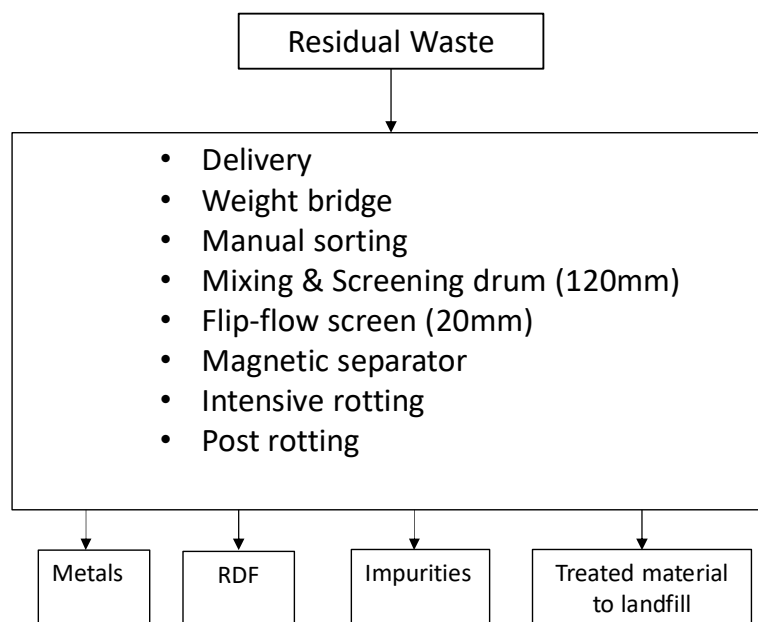 Residual Waste
• Delivery
• Weight bridge
• Manual sorting
• Mixing & Screening drum (120mm)
• Flip-flow screen (20mm)
• Magnetic separator
• Intensive rotting
• Post rotting
Metals
RDF
Impurities
Treated material
to landfill